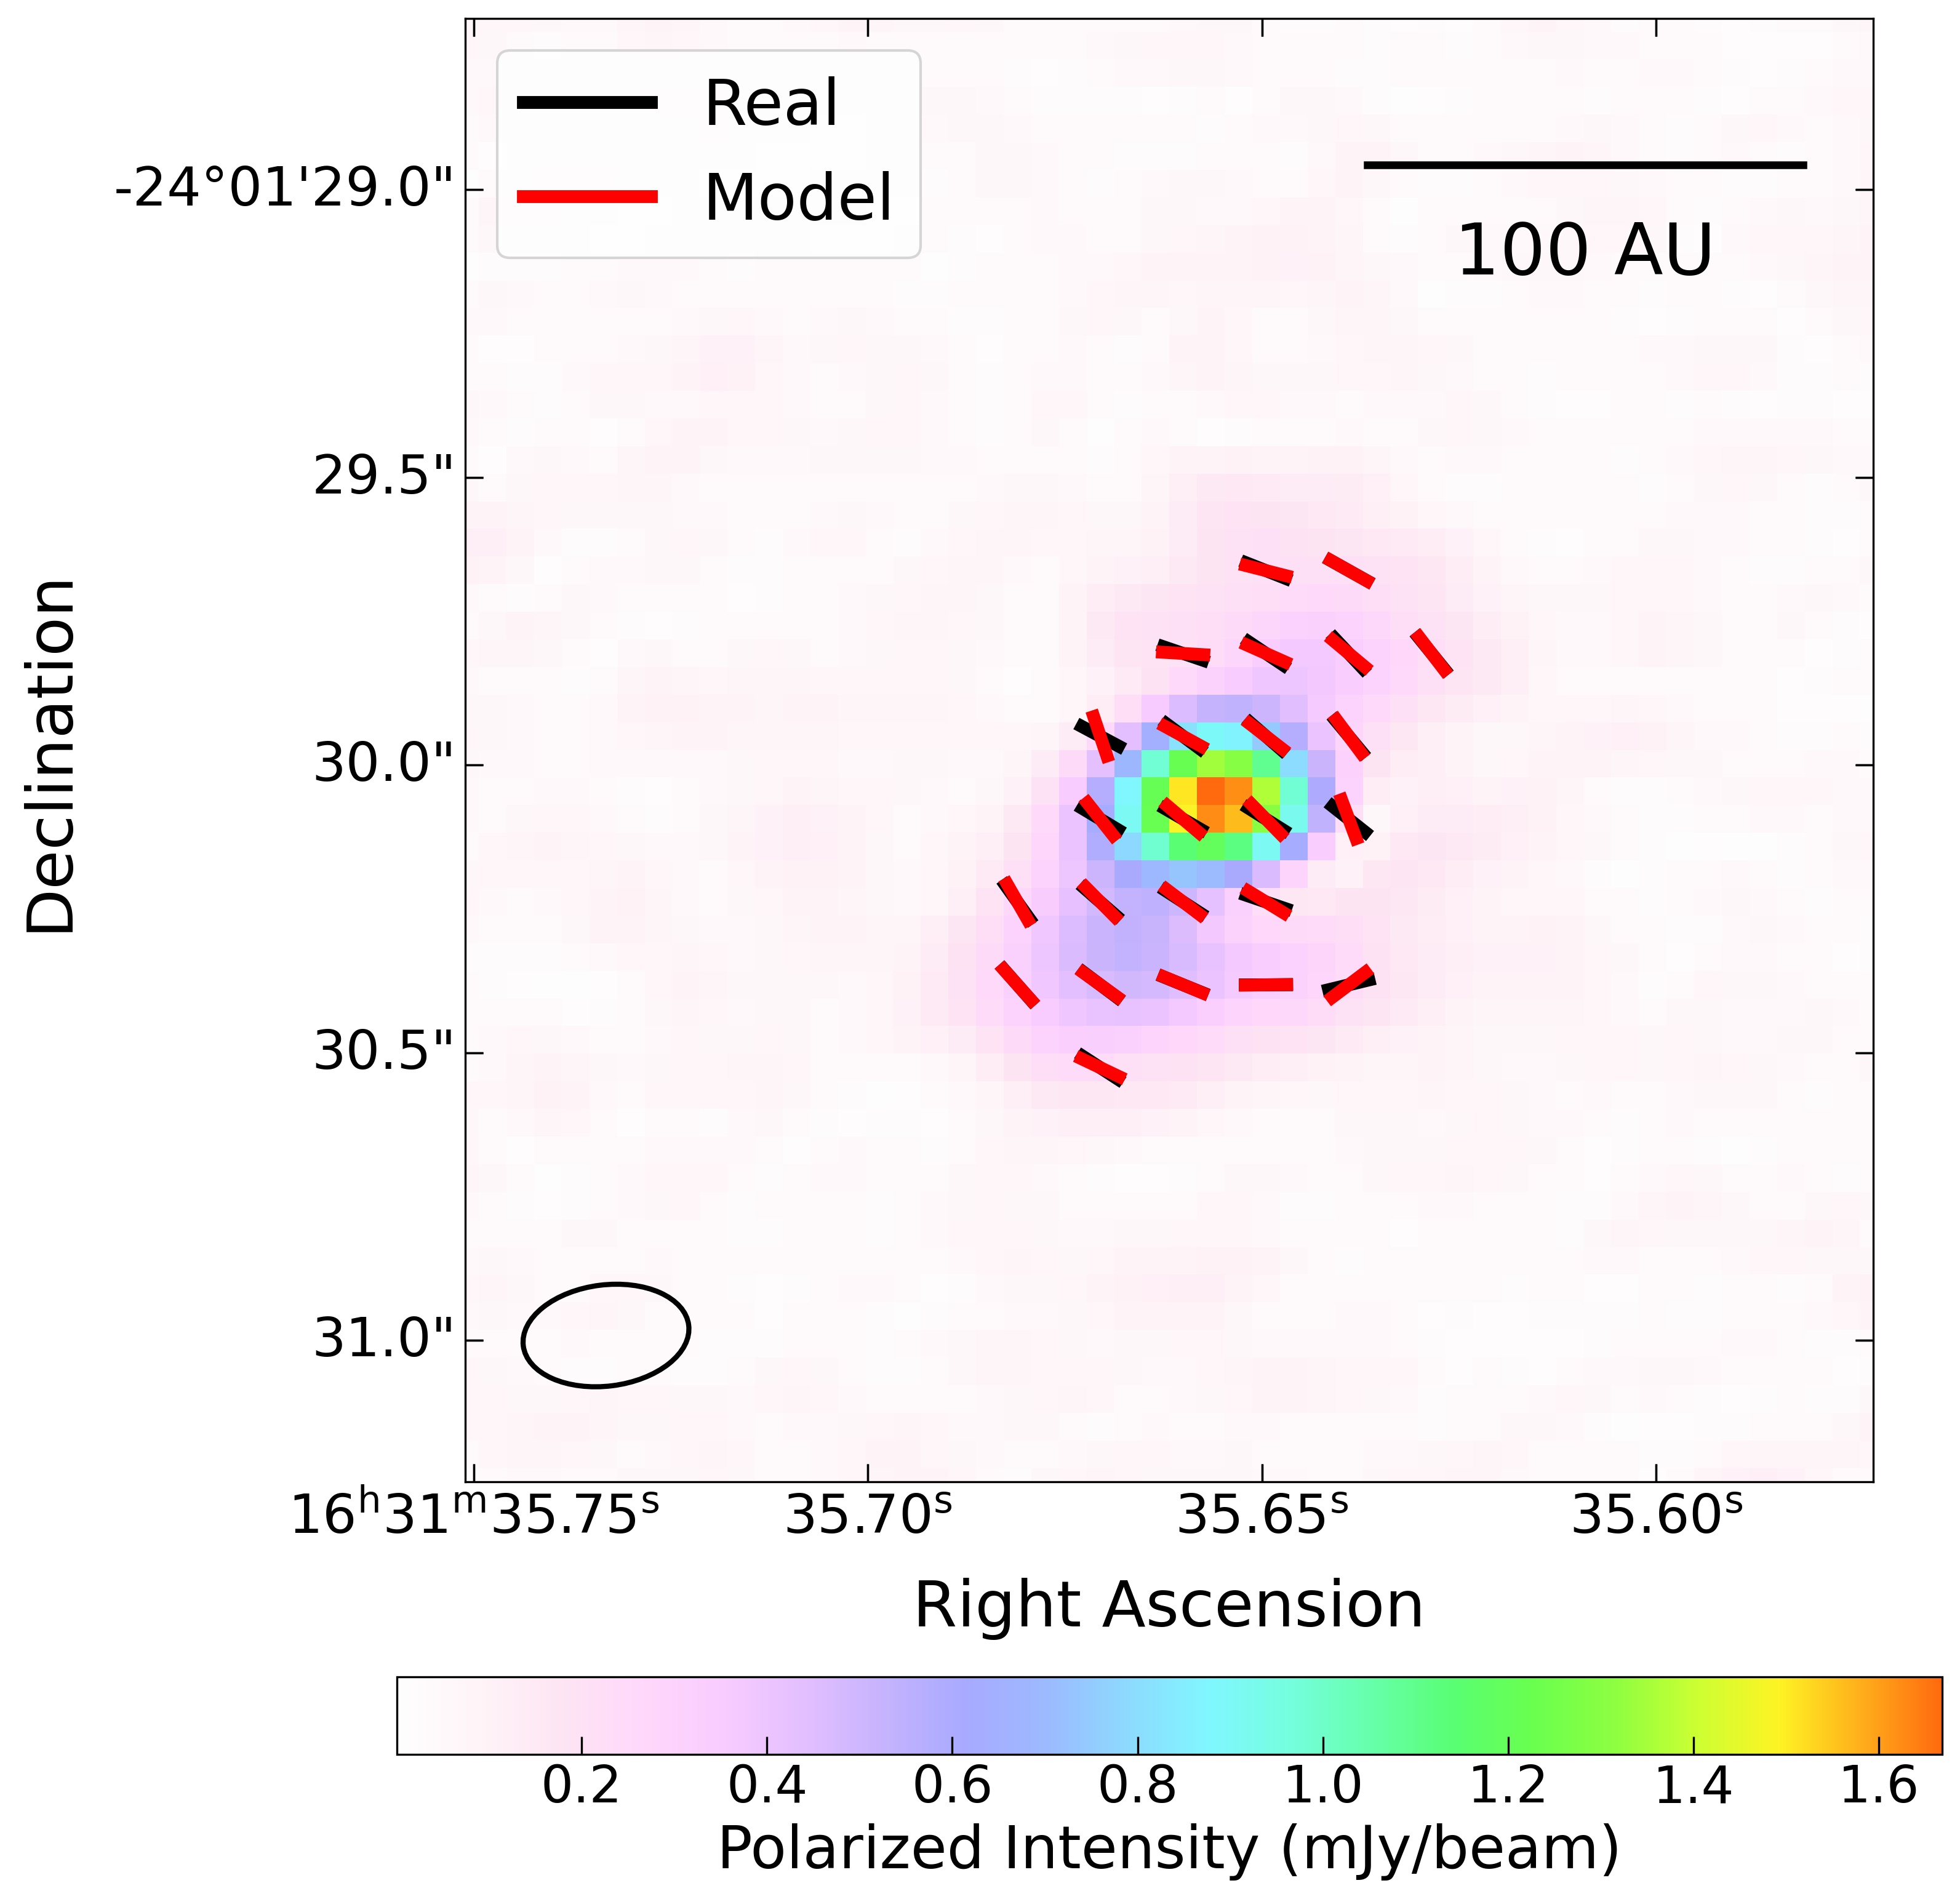 Real
Model
100 AU
-24°01'29.0"
29.5"
30.0"
30.5"
31.0"
Declination
16ʰ31ᵐ35.75ˢ 35.70ˢ 35.65ˢ 35.60ˢ
Right Ascension
0.2 0.4 0.6 0.8 1.0 1.2 1.4 1.6
Polarized Intensity (mJy/beam)